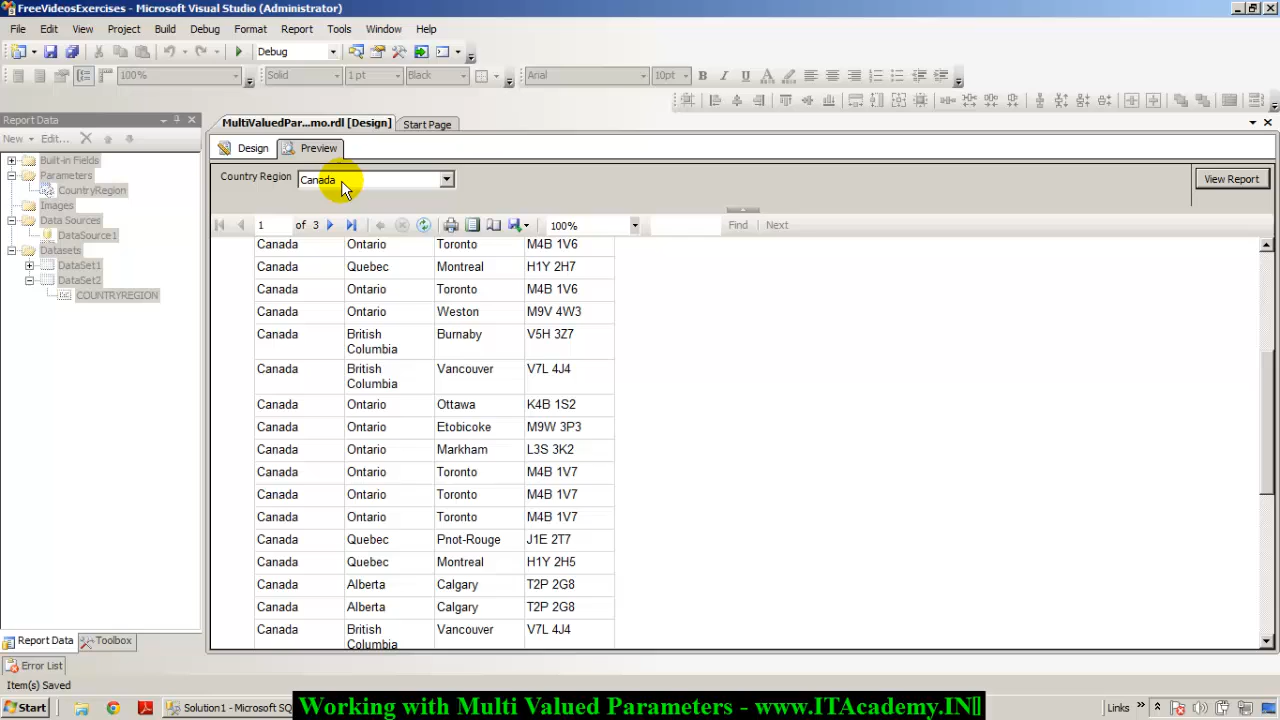 FreeVideosExercises - Microsoft Visual Studio (Administrator)
File Edit View Project Build Debug Format Report Tools Window Help
Debug
100% Solid 1 pt Black Arial 10pt B I U A
Report Data
New Edit...
Built-in Fields
Parameters
CountryRegion
Images
Data Sources
DataSource1
Datasets
DataSet1
DataSet2
COUNTRYREGION
Report Data Toolbox
MultiValuedPar...mo.rdl [Design] Start Page
Design Preview
Country Region Canada View Report
1 of 3 100% Find Next
Canada Ontario Toronto M4B 1V6
Canada Quebec Montreal H1Y 2H7
Canada Ontario Toronto M4B 1V6
Canada Ontario Weston M9V 4W3
Canada British Columbia Burnaby V5H 3Z7
Canada British Columbia Vancouver V7L 4J4
Canada Ontario Ottawa K4B 1S2
Canada Ontario Etobicoke M9W 3P3
Canada Ontario Markham L3S 3K2
Canada Ontario Toronto M4B 1V7
Canada Ontario Toronto M4B 1V7
Canada Ontario Toronto M4B 1V7
Canada Quebec Pnot-Rouge J1E 2T7
Canada Quebec Montreal H1Y 2H5
Canada Alberta Calgary T2P 2G8
Canada Alberta Calgary T2P 2G8
Canada British Columbia Vancouver V7L 4J4
Error List
Item(s) Saved
Start Solution1 - Microsoft SQ Links
Working with Multi Valued Parameters - www.ITAcademy.IN